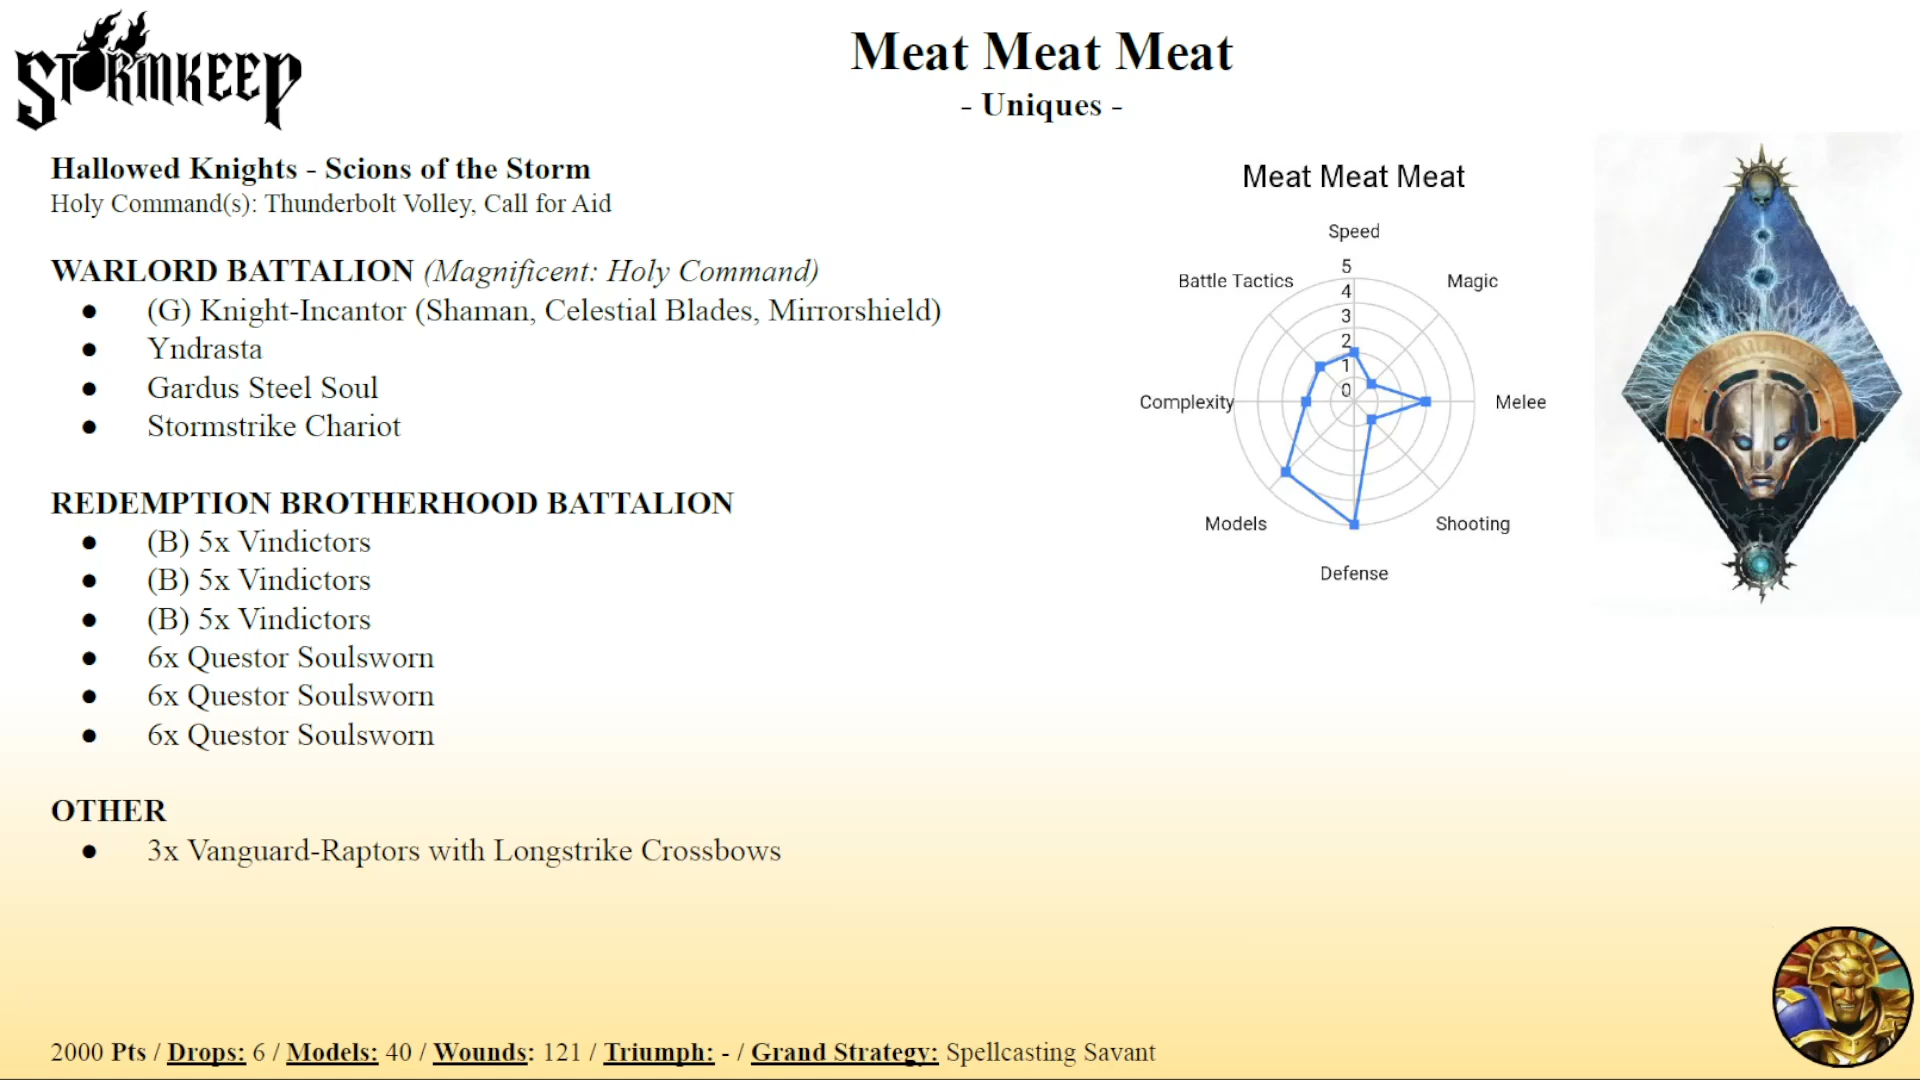 STORMKEEP
Meat Meat Meat
- Uniques -
Hallowed Knights - Scions of the Storm
Holy Command(s): Thunderbolt Volley, Call for Aid
WARLORD BATTALION (Magnificent: Holy Command)
● (G) Knight-Incantor (Shaman, Celestial Blades, Mirrorshield)
● Yndrasta
● Gardus Steel Soul
● Stormstrike Chariot
REDEMPTION BROTHERHOOD BATTALION
● (B) 5x Vindictors
● (B) 5x Vindictors
● (B) 5x Vindictors
● 6x Questor Soulsworn
● 6x Questor Soulsworn
● 6x Questor Soulsworn
OTHER
● 3x Vanguard-Raptors with Longstrike Crossbows
Meat Meat Meat
Speed
Battle Tactics
Magic
5
4
3
2
1
0
Complexity
Melee
Models
Shooting
Defense
2000 Pts / Drops: 6 / Models: 40 / Wounds: 121 / Triumph: - / Grand Strategy: Spellcasting Savant